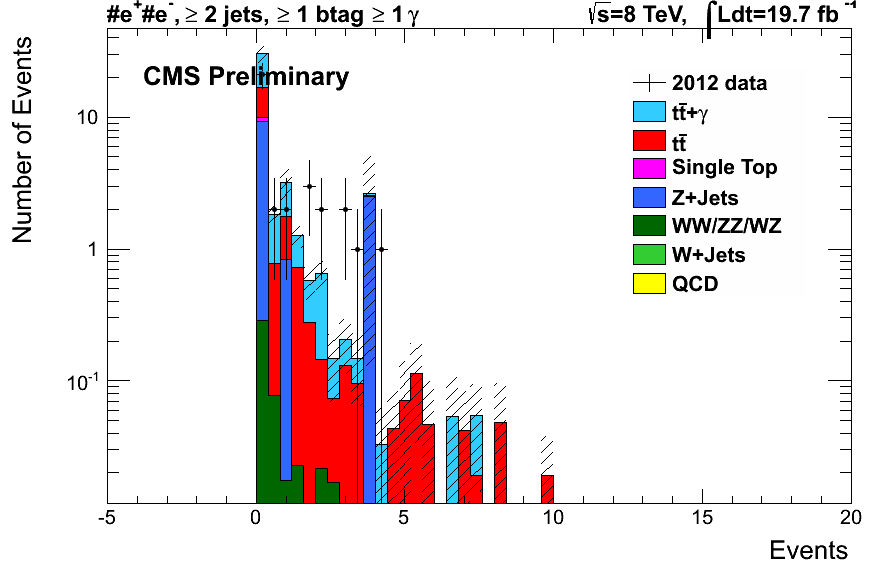 #e⁺#e⁻, ≥ 2 jets, ≥ 1 btag ≥ 1 γ √s=8 TeV, ∫Ldt=19.7 fb⁻¹
CMS Preliminary
2012 data
tt̄+γ
tt̄
Single Top
Z+Jets
WW/ZZ/WZ
W+Jets
QCD
Number of Events
10
1
10⁻¹
-5 0 5 10 15 20
Events